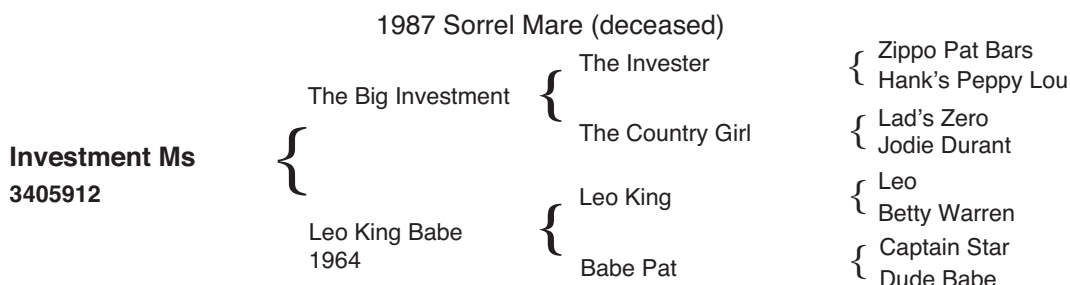 1987 Sorrel Mare (deceased)
Investment Ms
3405912
The Big Investment
Leo King Babe
1964
The Invester
The Country Girl
Leo King
Babe Pat
Zippo Pat Bars
Hank's Peppy Lou
Lad's Zero
Jodie Durant
Leo
Betty Warren
Captain Star
Dude Babe